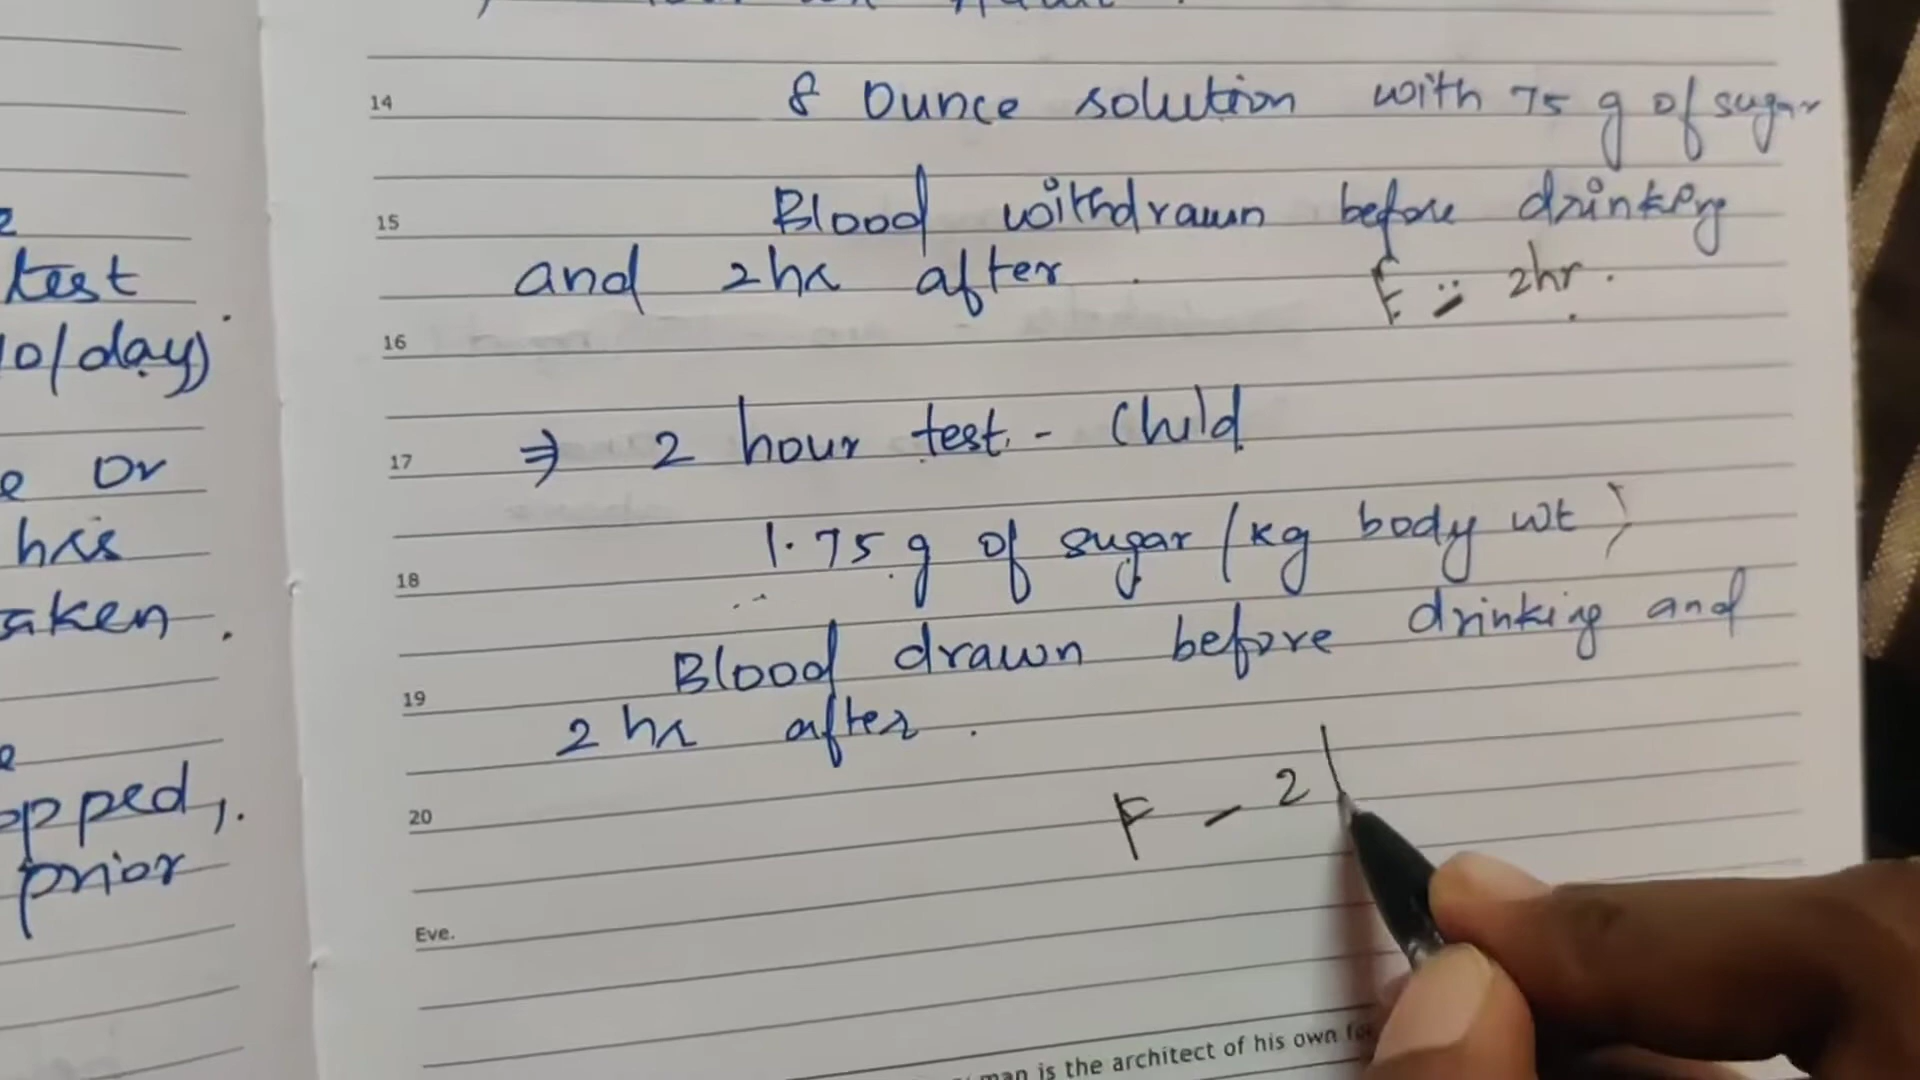 14
8 ounce solution with 75 g of sugar
15
Blood withdrawn before drinking
and 2hr after .
F - 2hr .
16
17
⇒ 2 hour test - Child
18
1.75 g of sugar (kg body wt)
Blood drawn before drinking and
19
2 hr after .
20
F - 2
Eve.
man is the architect of his own
test
10/day)
e or
hrs
taken .
opped,
prior